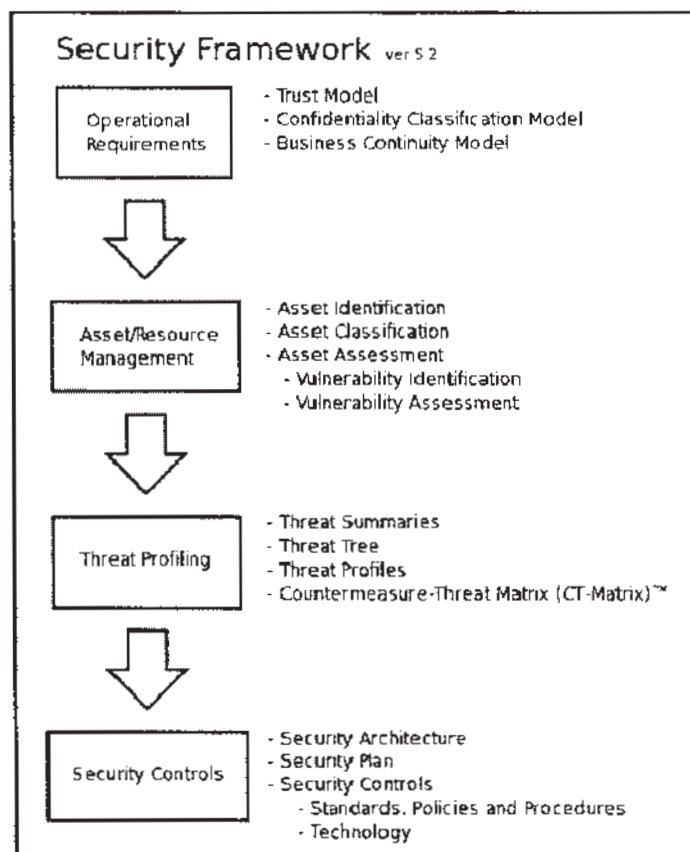 Security Framework ver S 2
Operational
Requirements
- Trust Model
- Confidentiality Classification Model
- Business Continuity Model
Asset/Resource
Management
- Asset Identification
- Asset Classification
- Asset Assessment
- Vulnerability Identification
- Vulnerability Assessment
Threat Profiling
- Threat Summaries
- Threat Tree
- Threat Profiles
- Countermeasure-Threat Matrix (CT-Matrix)™
Security Controls
- Security Architecture
- Security Plan
- Security Controls
- Standards, Policies and Procedures
- Technology